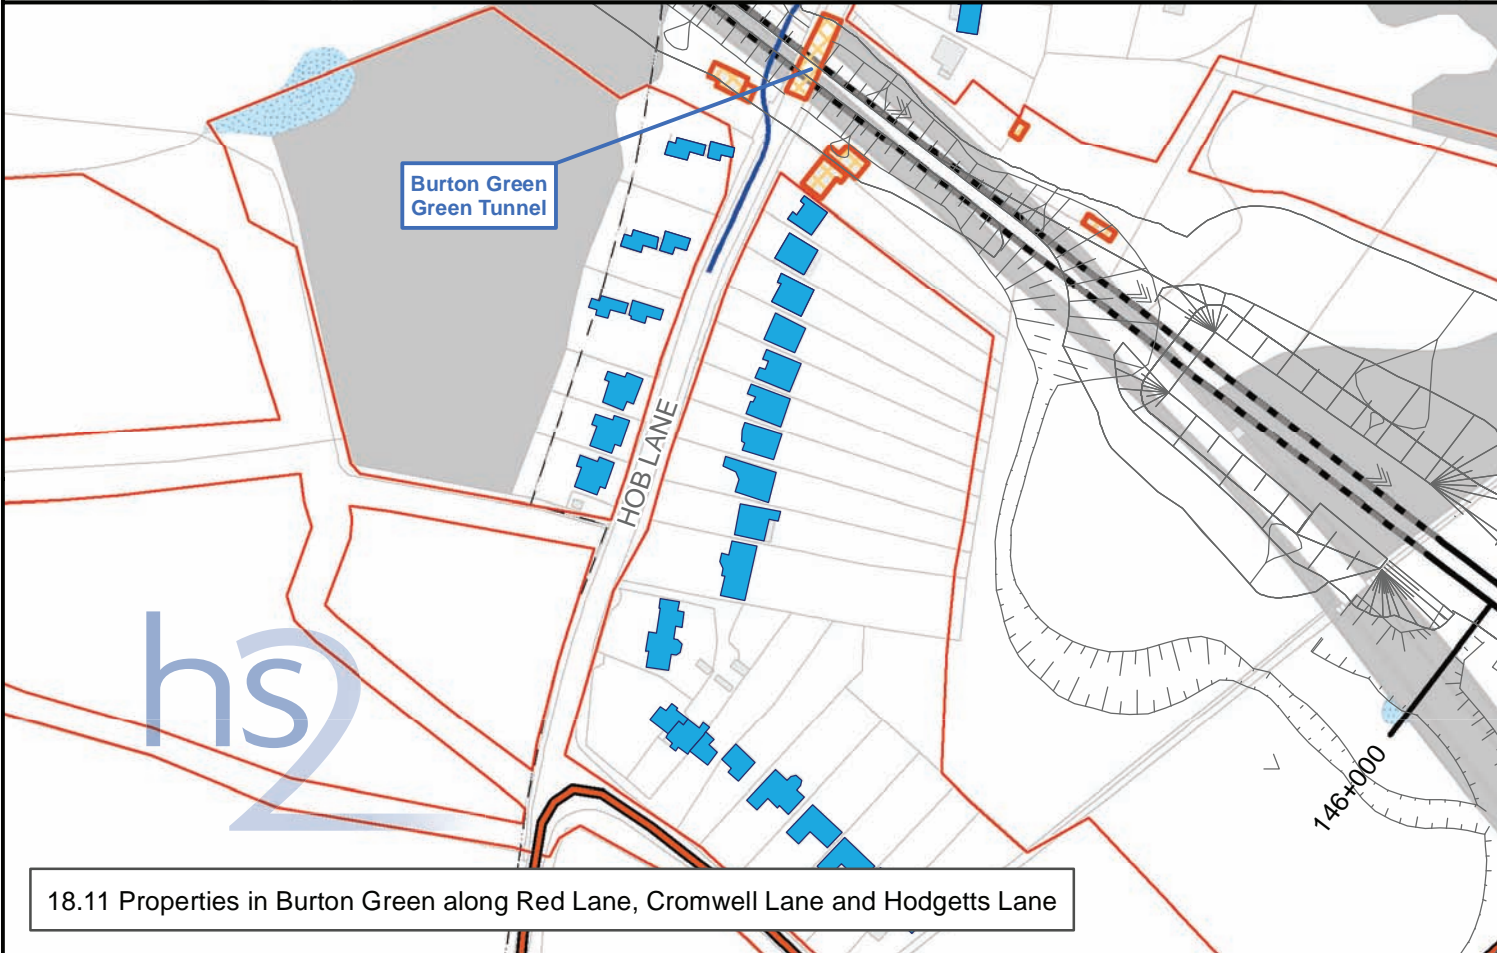 Burton Green
Green Tunnel
HOB LANE
hs2
146+000
18.11 Properties in Burton Green along Red Lane, Cromwell Lane and Hodgetts Lane